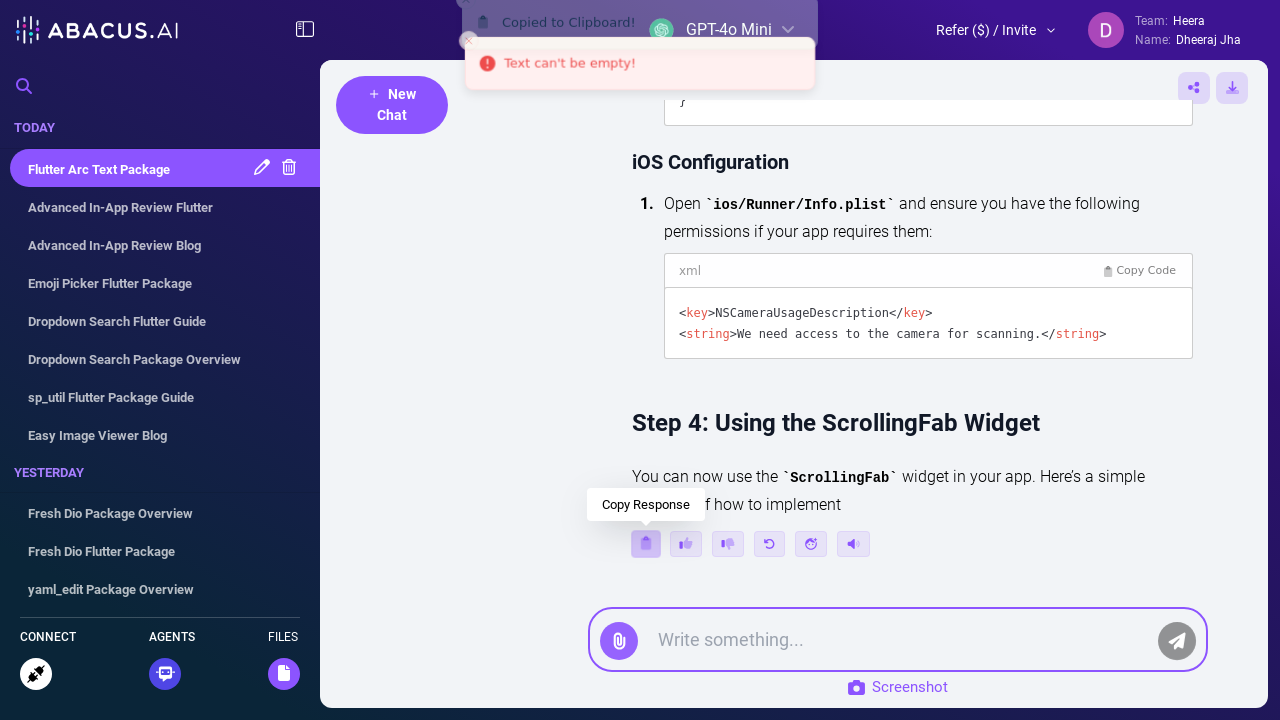 ABACUS.AI
Copied to Clipboard!
GPT-4o Mini
Text can't be empty!
Refer ($) / Invite
D
Team: Heera
Name: Dheeraj Jha
+ New
Chat
TODAY
Flutter Arc Text Package
Advanced In-App Review Flutter
Advanced In-App Review Blog
Emoji Picker Flutter Package
Dropdown Search Flutter Guide
Dropdown Search Package Overview
sp_util Flutter Package Guide
Easy Image Viewer Blog
YESTERDAY
Fresh Dio Package Overview
Fresh Dio Flutter Package
yaml_edit Package Overview
CONNECT
AGENTS
FILES
}
iOS Configuration
1. Open `ios/Runner/Info.plist` and ensure you have the following
permissions if your app requires them:
xml
Copy Code
<key>NSCameraUsageDescription</key>
<string>We need access to the camera for scanning.</string>
Step 4: Using the ScrollingFab Widget
You can now use the `ScrollingFab` widget in your app. Here's a simple
f how to implement
Copy Response
Write something...
Screenshot